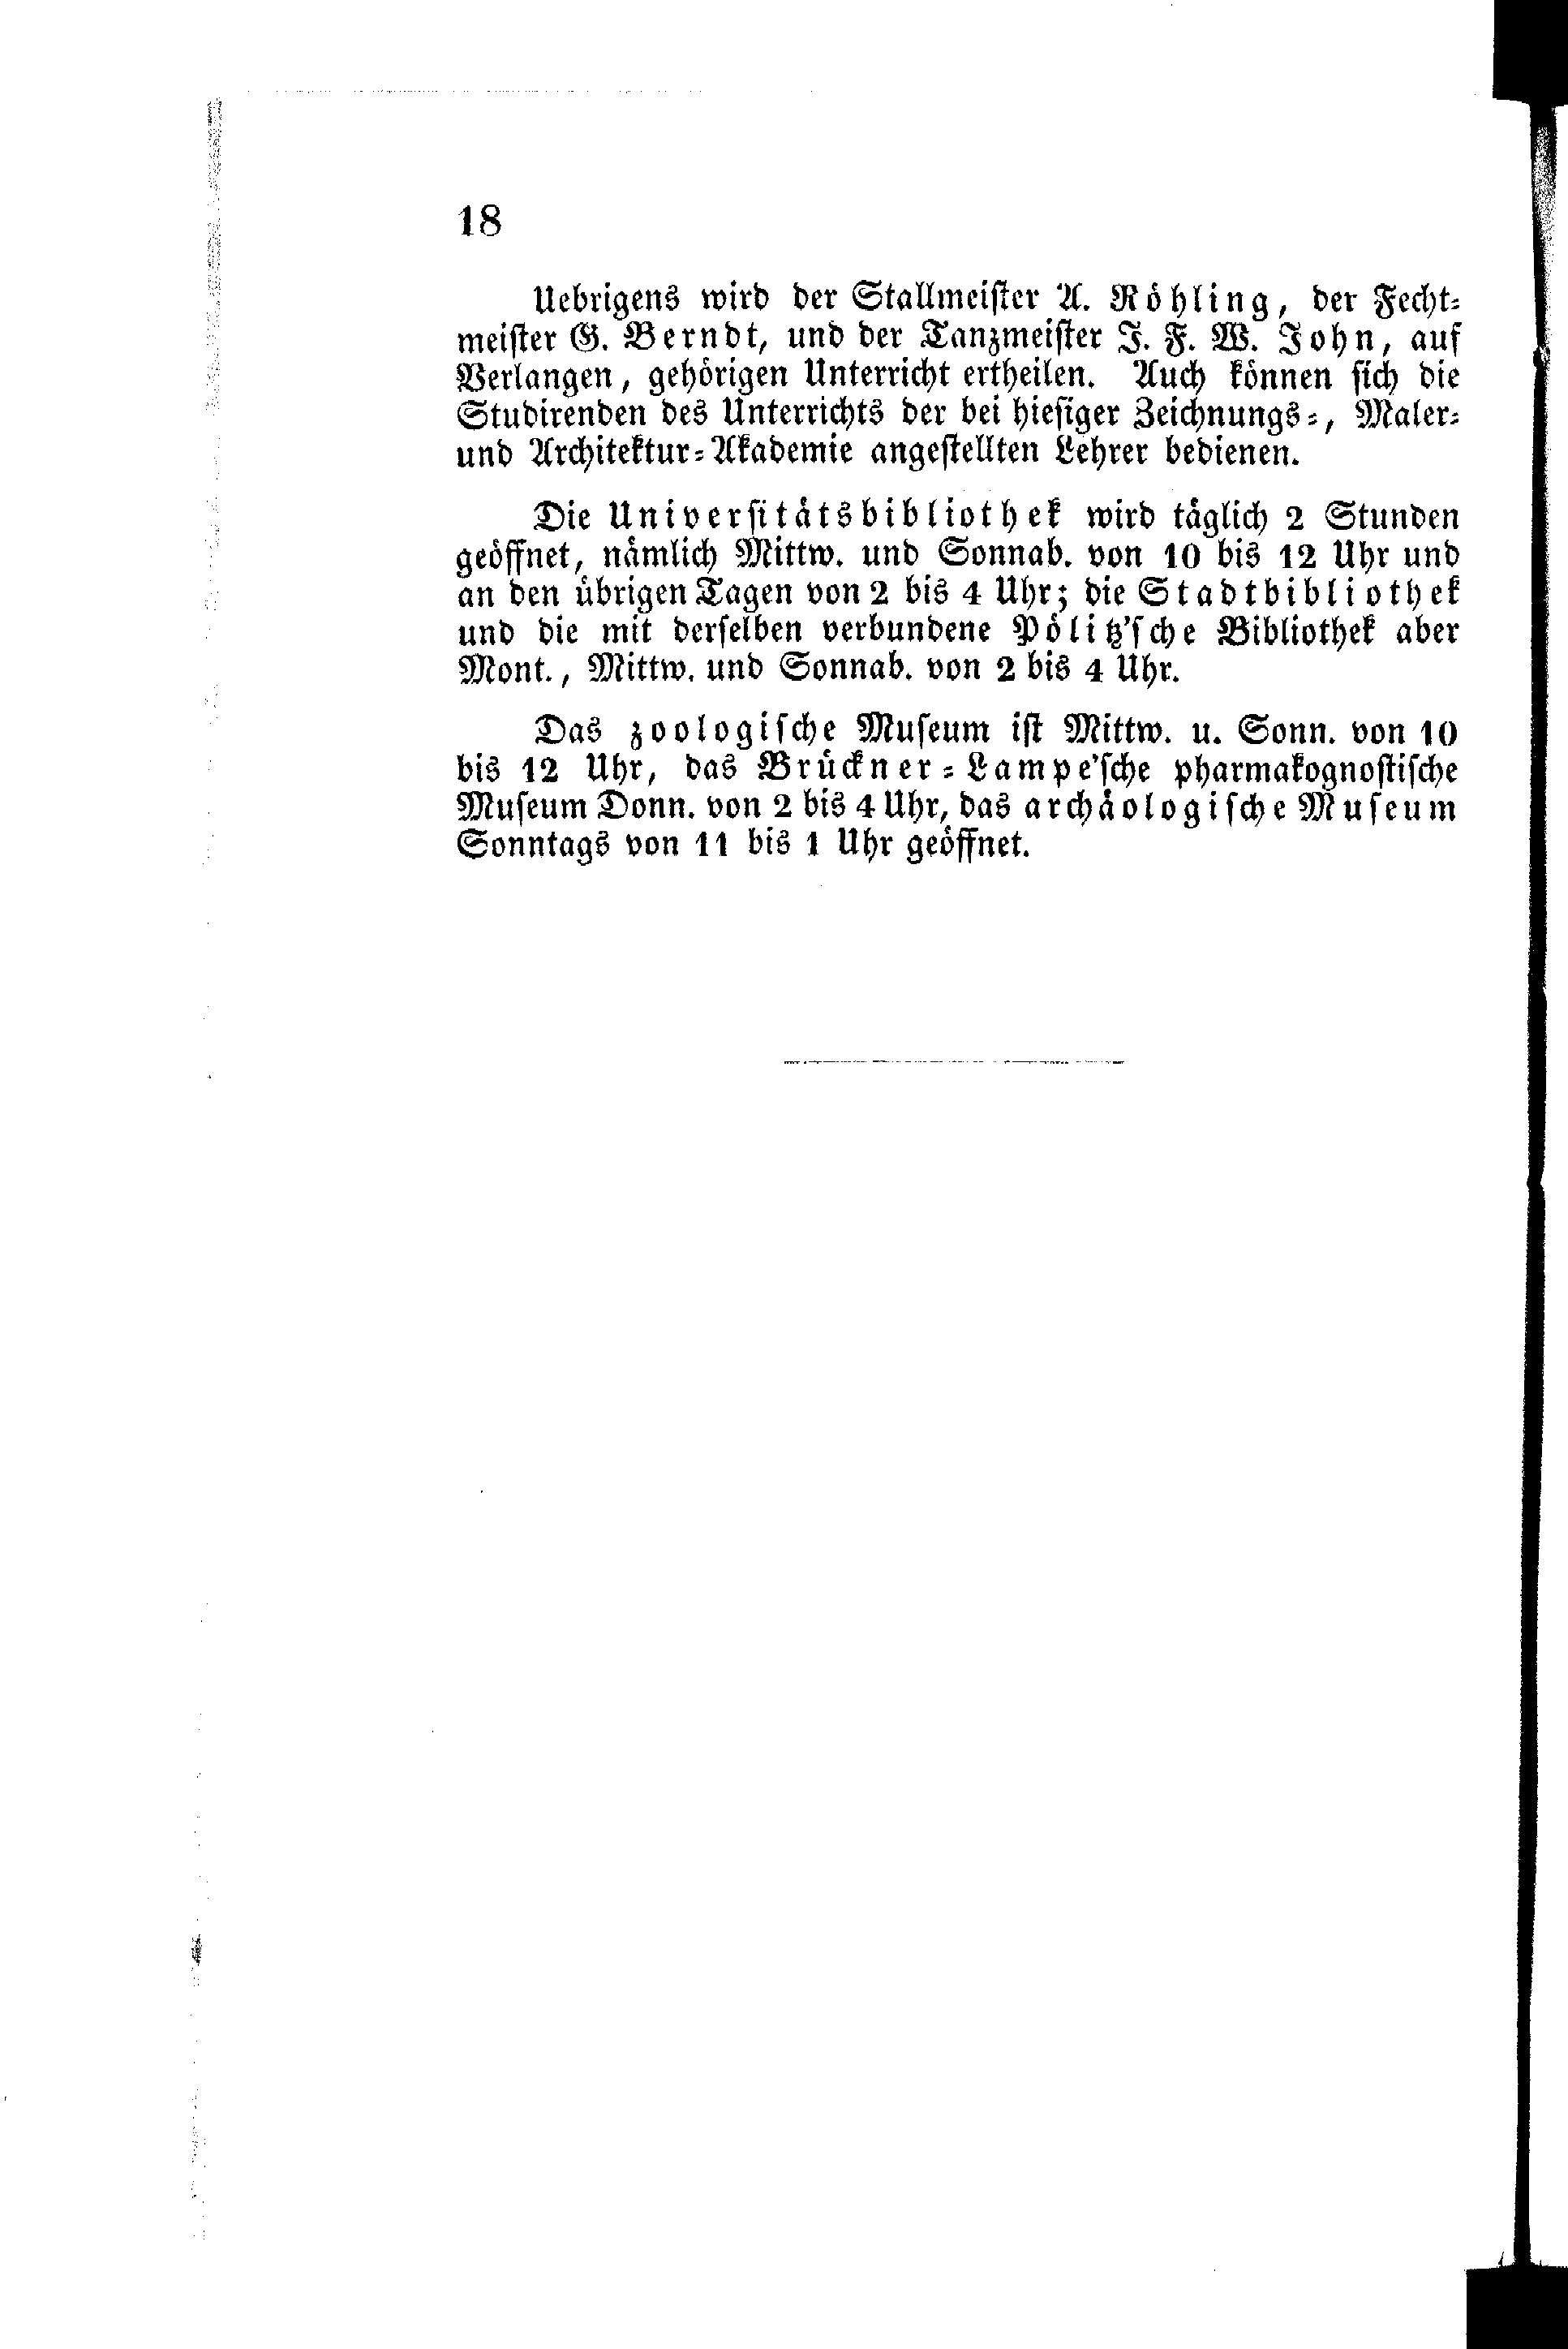 18
Uebrigens wird der Stallmeister A. Röhling, der Fecht-
meister G. Berndt, und der Tanzmeister J. F. W. John, auf
Verlangen, gehörigen Unterricht ertheilen. Auch können sich die
Studirenden des Unterrichts der bei hiesiger Zeichnungs-, Maler-
und Architektur-Akademie angestellten Lehrer bedienen.
Die Universitätsbibliothek wird täglich 2 Stunden
geöffnet, nämlich Mittw. und Sonnab. von 10 bis 12 Uhr und
an den übrigen Tagen von 2 bis 4 Uhr; die Stadtbibliothek
und die mit derselben verbundene Pölitz'sche Bibliothek aber
Mont., Mittw. und Sonnab. von 2 bis 4 Uhr.
Das zoologische Museum ist Mittw. u. Sonn. von 10
bis 12 Uhr, das Brückner-Lampe'sche pharmakognostische
Museum Donn. von 2 bis 4 Uhr, das archäologische Museum
Sonntags von 11 bis 1 Uhr geöffnet.